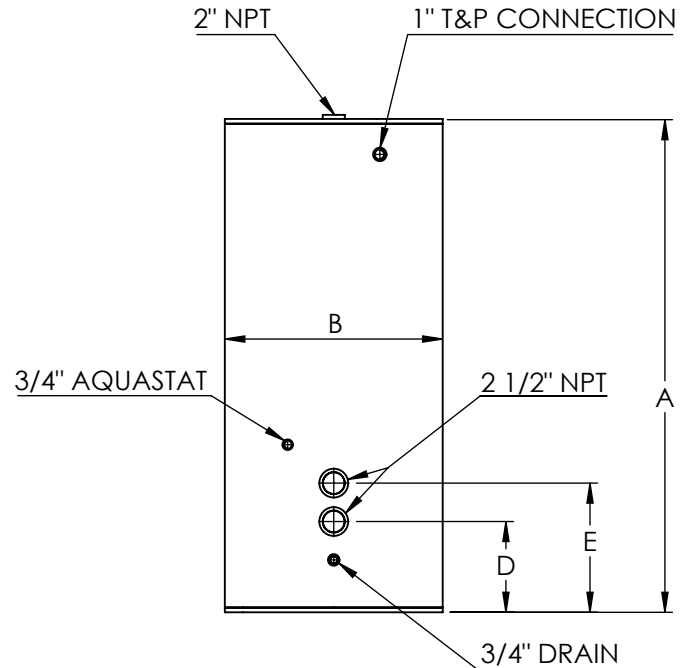 2" NPT
1" T&P CONNECTION
B
3/4" AQUASTAT
2 1/2" NPT
A
E
D
3/4" DRAIN